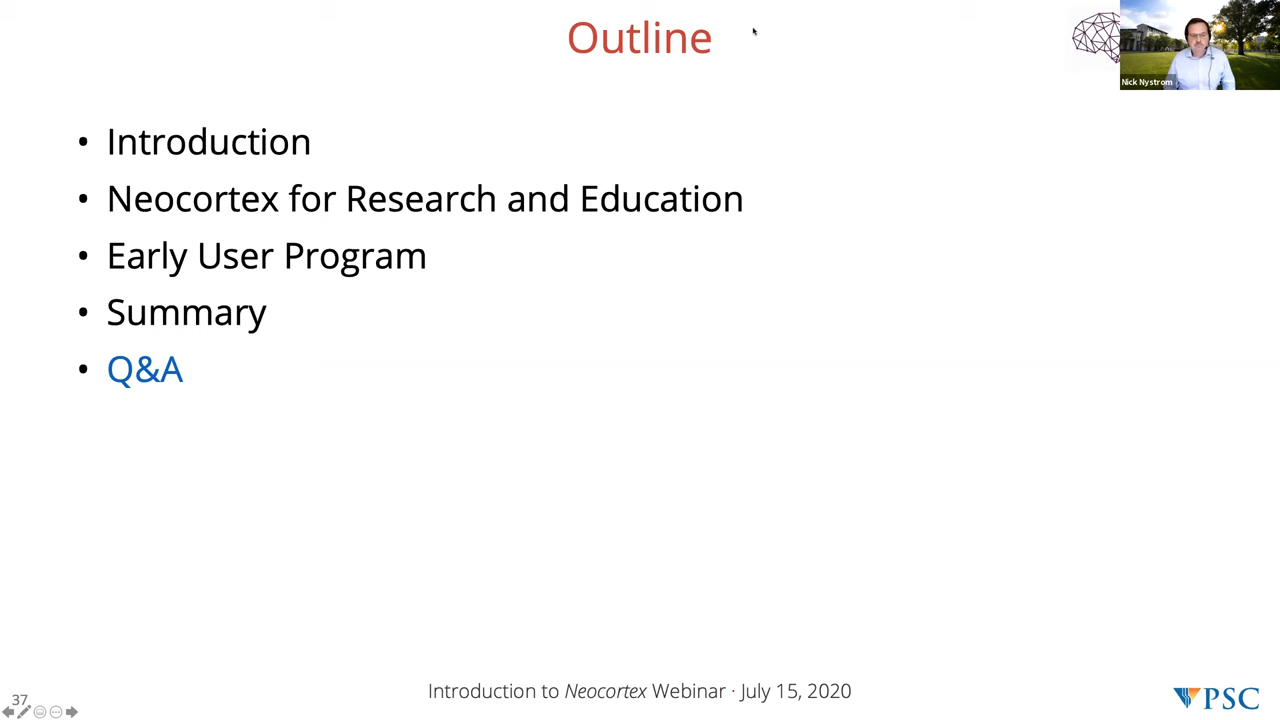 Outline
Nick Nystrom
• Introduction
• Neocortex for Research and Education
• Early User Program
• Summary
• Q&A
37
Introduction to Neocortex Webinar · July 15, 2020
PSC